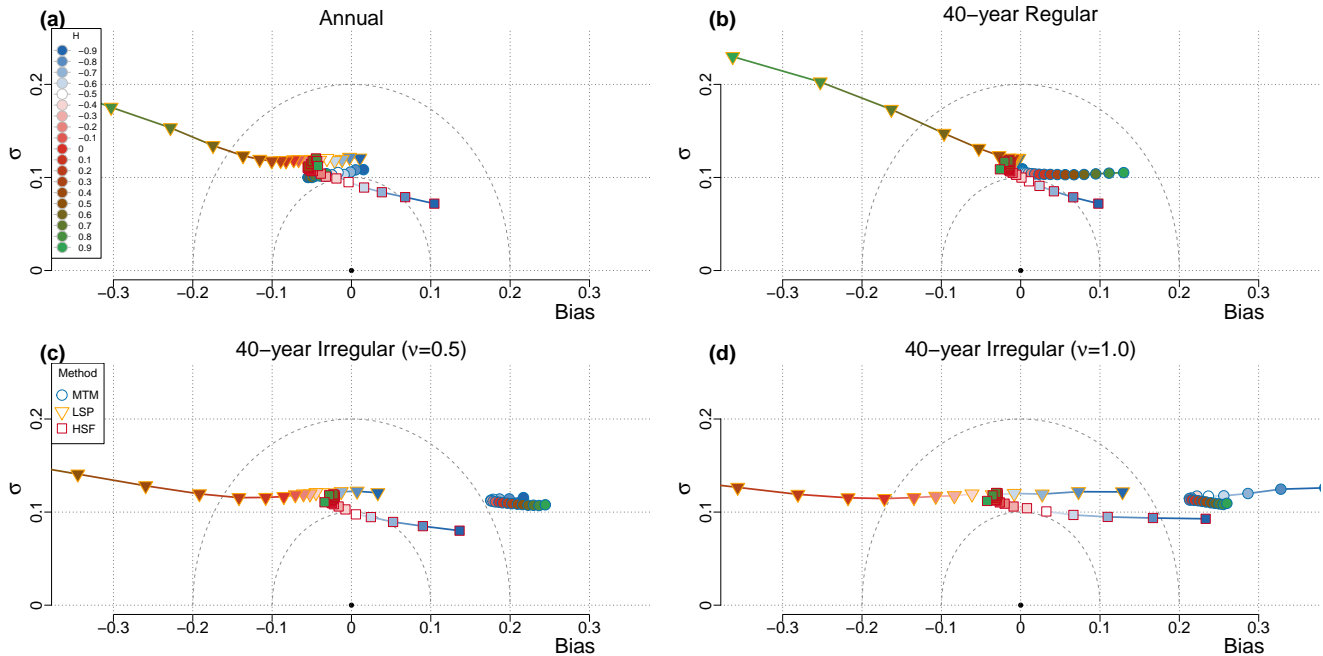 (a)
Annual
H
−0.9
−0.8
−0.7
−0.6
−0.5
−0.4
−0.3
−0.2
−0.1
0
0.1
0.2
0.3
0.4
0.5
0.6
0.7
0.8
0.9
σ
0.2
0.1
0
−0.3 −0.2 −0.1 0 0.1 0.2 0.3
Bias
(b)
40−year Regular
σ
0.2
0.1
0
−0.3 −0.2 −0.1 0 0.1 0.2 0.3
Bias
(c)
40−year Irregular (ν=0.5)
Method
MTM
LSP
HSF
σ
0.2
0.1
0
−0.3 −0.2 −0.1 0 0.1 0.2 0.3
Bias
(d)
40−year Irregular (ν=1.0)
σ
0.2
0.1
0
−0.3 −0.2 −0.1 0 0.1 0.2 0.3
Bias